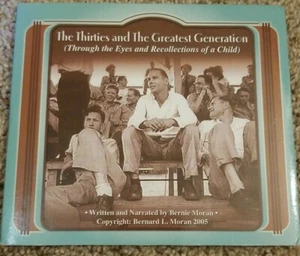 The Thirties and The Greatest Generation
(Through the Eyes and Recollections of a Child)
• Written and Narrated by Bernie Moran •
Copyright: Bernard L. Moran 2005